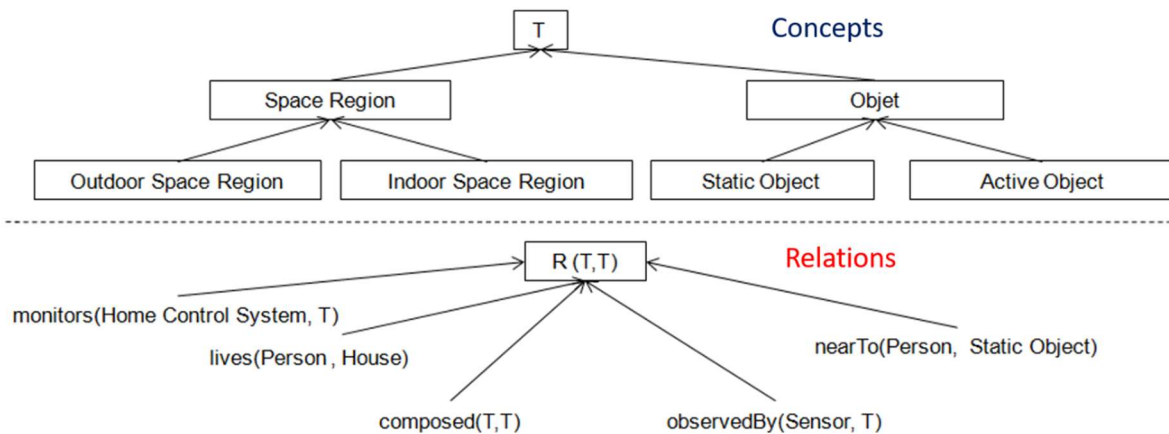 T
Concepts
Space Region
Objet
Outdoor Space Region
Indoor Space Region
Static Object
Active Object
R (T,T)
Relations
monitors(Home Control System, T)
lives(Person , House)
nearTo(Person, Static Object)
composed(T,T)
observedBy(Sensor, T)